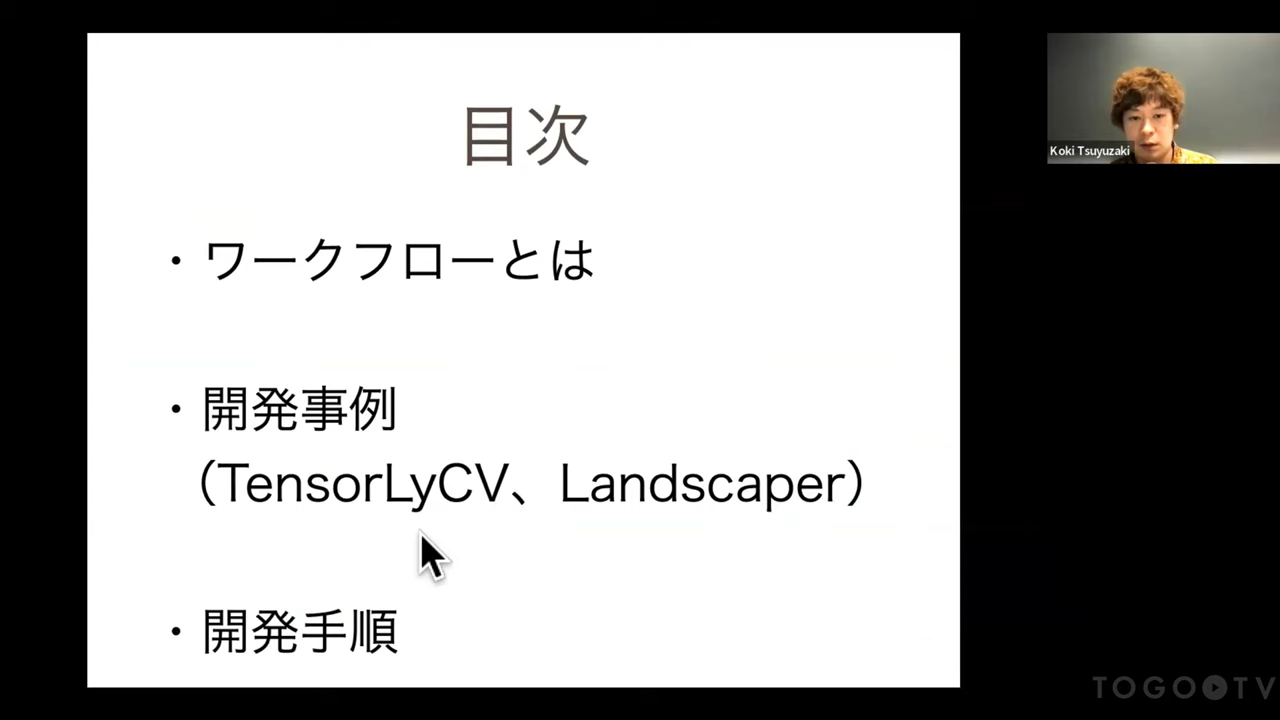 目次
・ワークフローとは
・開発事例
（TensorLyCV、Landscaper）
・開発手順
Koki Tsuyuzaki
TOGO TV